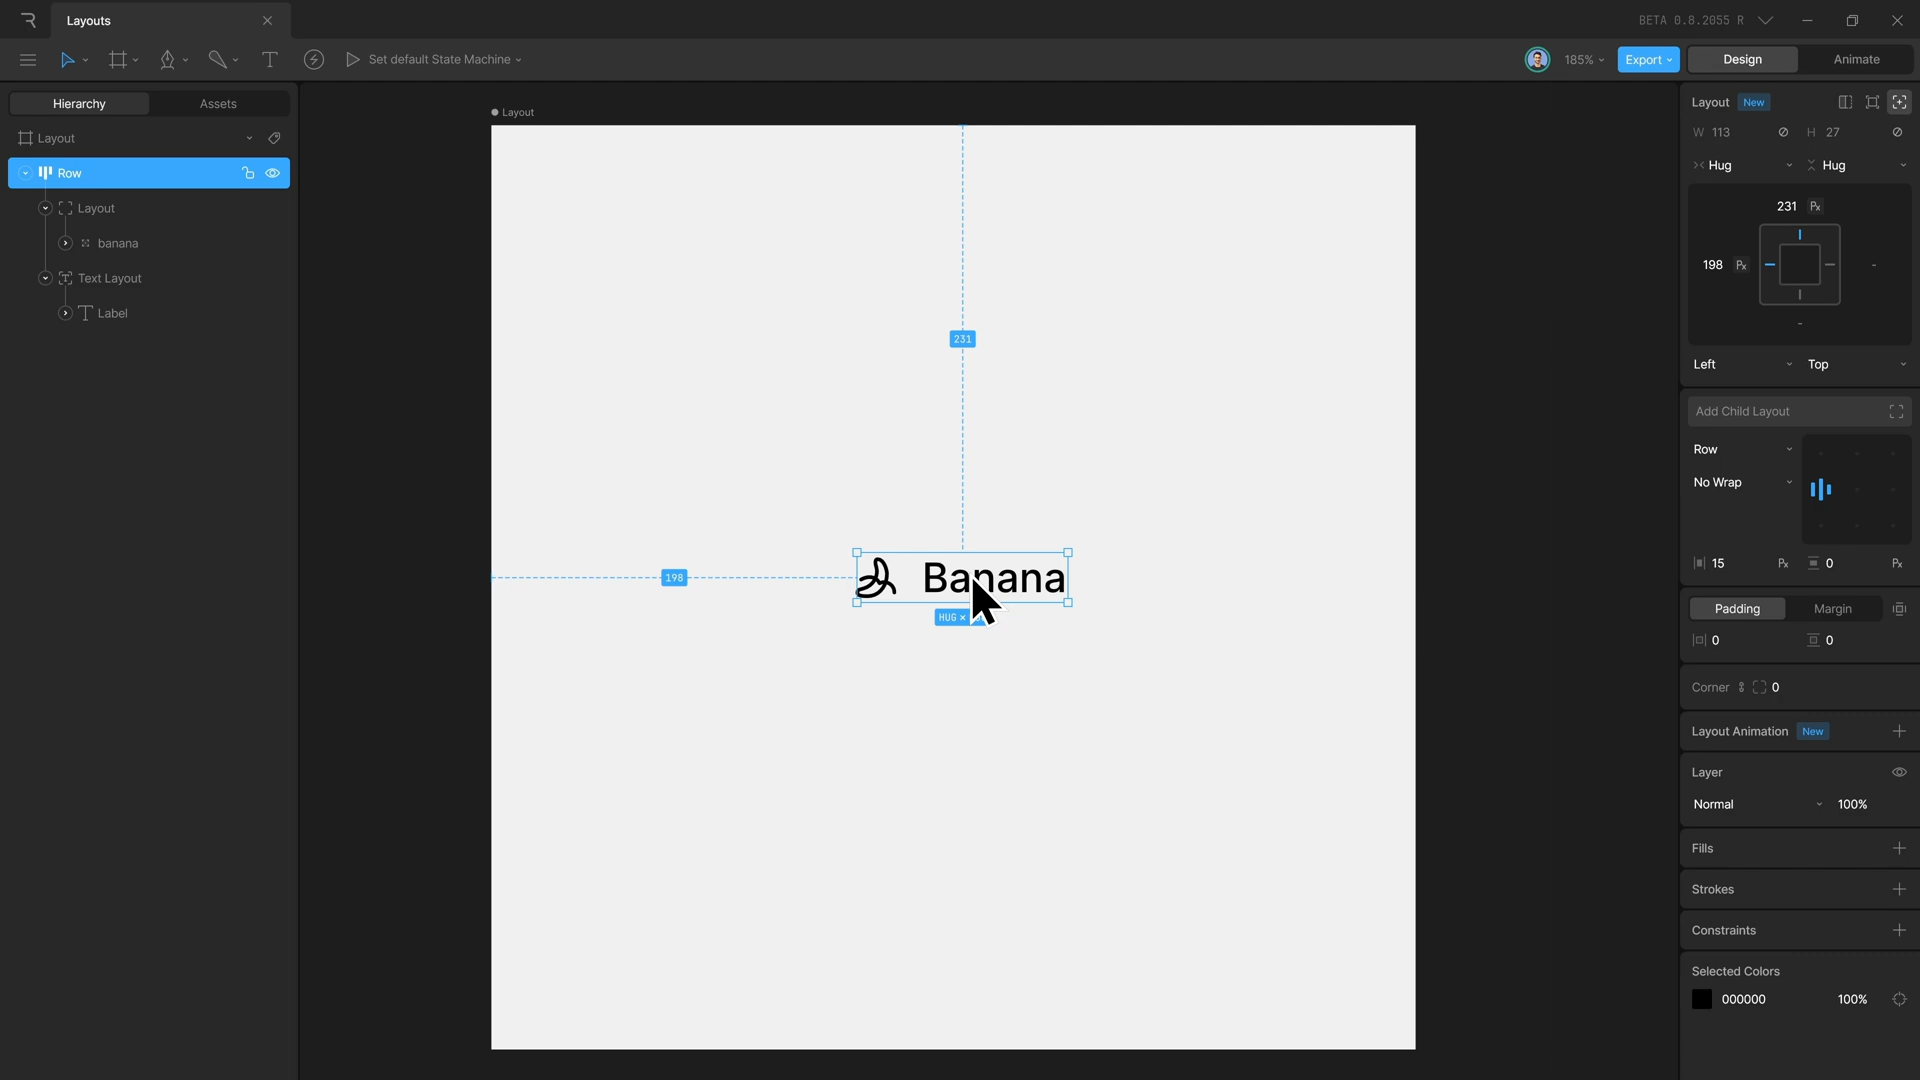 Layouts
BETA 0.8.2055 R
Set default State Machine
185%
Export
Design
Animate
Hierarchy
Assets
Layout
Row
Layout
banana
Text Layout
Label
Layout
231
198
Banana
HUG ×
Layout New
W 113 H 27
Hug Hug
231 Px
198 Px -
-
Left Top
Add Child Layout
Row
No Wrap
15 Px 0 Px
Padding Margin
0 0
Corner 0
Layout Animation New
Layer
Normal 100%
Fills
Strokes
Constraints
Selected Colors
000000 100%